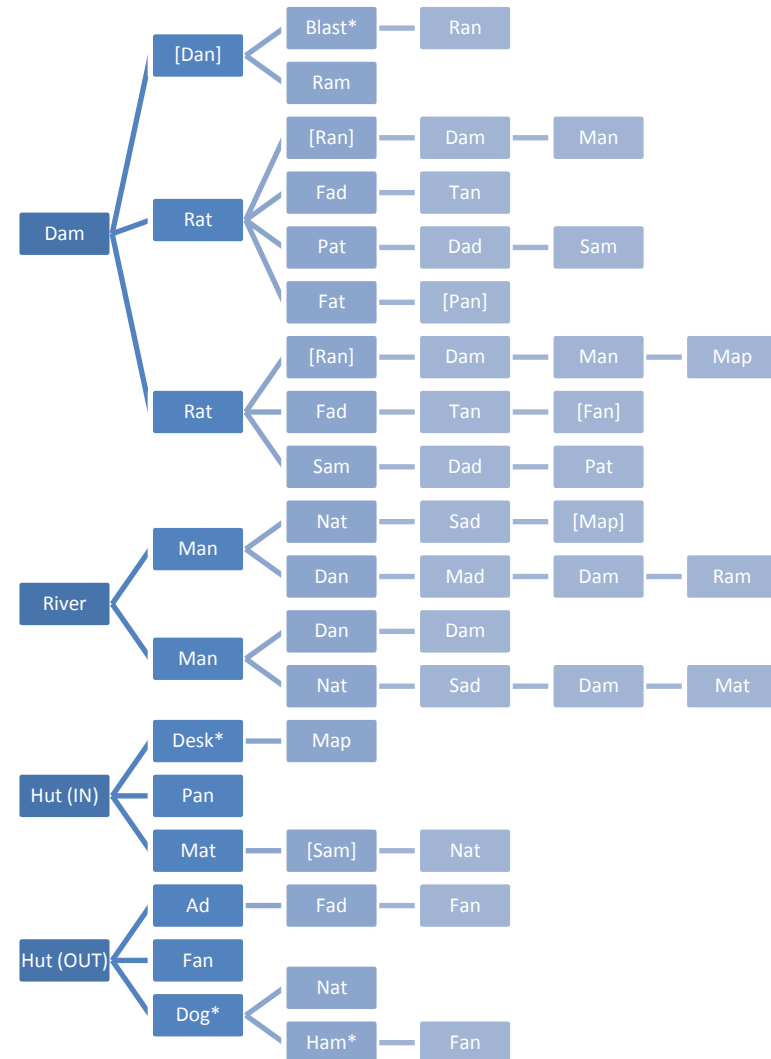 Blast*
Ran
[Dan]
Ram
[Ran]
Dam
Man
Fad
Tan
Dam
Rat
Pat
Dad
Sam
Fat
[Pan]
[Ran]
Dam
Man
Map
Rat
Fad
Tan
[Fan]
Sam
Dad
Pat
Nat
Sad
[Map]
Man
Dan
Mad
Dam
Ram
River
Dan
Dam
Man
Nat
Sad
Dam
Mat
Desk*
Map
Hut (IN)
Pan
Mat
[Sam]
Nat
Ad
Fad
Fan
Hut (OUT)
Fan
Nat
Dog*
Ham*
Fan